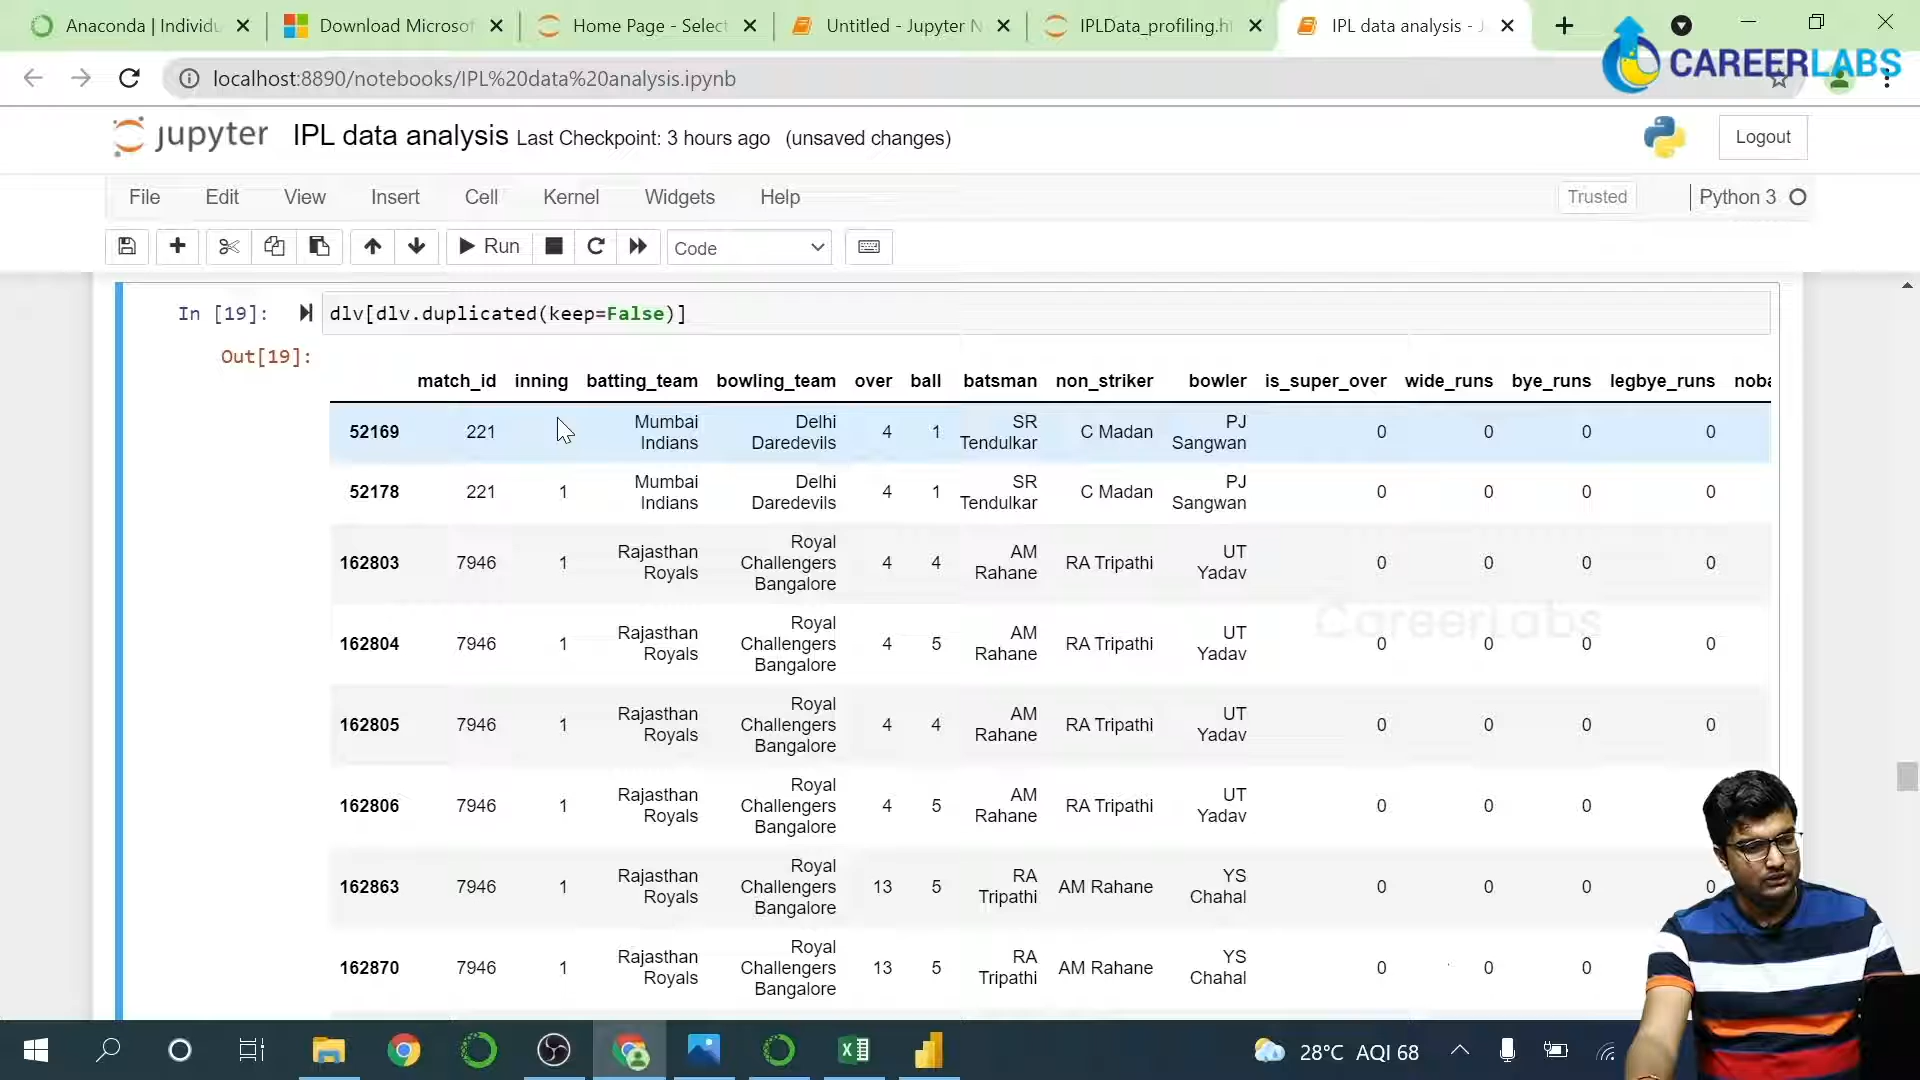 Anaconda | Individu
Download Microsof
Home Page - Select
Untitled - Jupyter N
IPLData_profiling.ht
IPL data analysis - J
CAREERLABS
localhost:8890/notebooks/IPL%20data%20analysis.ipynb
jupyter IPL data analysis Last Checkpoint: 3 hours ago (unsaved changes)
Logout
File Edit View Insert Cell Kernel Widgets Help
Trusted
Python 3
Run
Code
In [19]: dlv[dlv.duplicated(keep=False)]
Out[19]:
match_id inning batting_team bowling_team over ball batsman non_striker bowler is_super_over wide_runs bye_runs legbye_runs noba
52169 221 Mumbai Indians Delhi Daredevils 4 1 SR Tendulkar C Madan PJ Sangwan 0 0 0 0
52178 221 1 Mumbai Indians Delhi Daredevils 4 1 SR Tendulkar C Madan PJ Sangwan 0 0 0 0
162803 7946 1 Rajasthan Royals Royal Challengers Bangalore 4 4 AM Rahane RA Tripathi UT Yadav 0 0 0 0
CareerLabs
162804 7946 1 Rajasthan Royals Royal Challengers Bangalore 4 5 AM Rahane RA Tripathi UT Yadav 0 0 0 0
162805 7946 1 Rajasthan Royals Royal Challengers Bangalore 4 4 AM Rahane RA Tripathi UT Yadav 0 0 0 0
162806 7946 1 Rajasthan Royals Royal Challengers Bangalore 4 5 AM Rahane RA Tripathi UT Yadav 0 0 0
162863 7946 1 Rajasthan Royals Royal Challengers Bangalore 13 5 RA Tripathi AM Rahane YS Chahal 0 0 0 0
162870 7946 1 Rajasthan Royals Royal Challengers Bangalore 13 5 RA Tripathi AM Rahane YS Chahal 0 0 0
28°C AQI 68